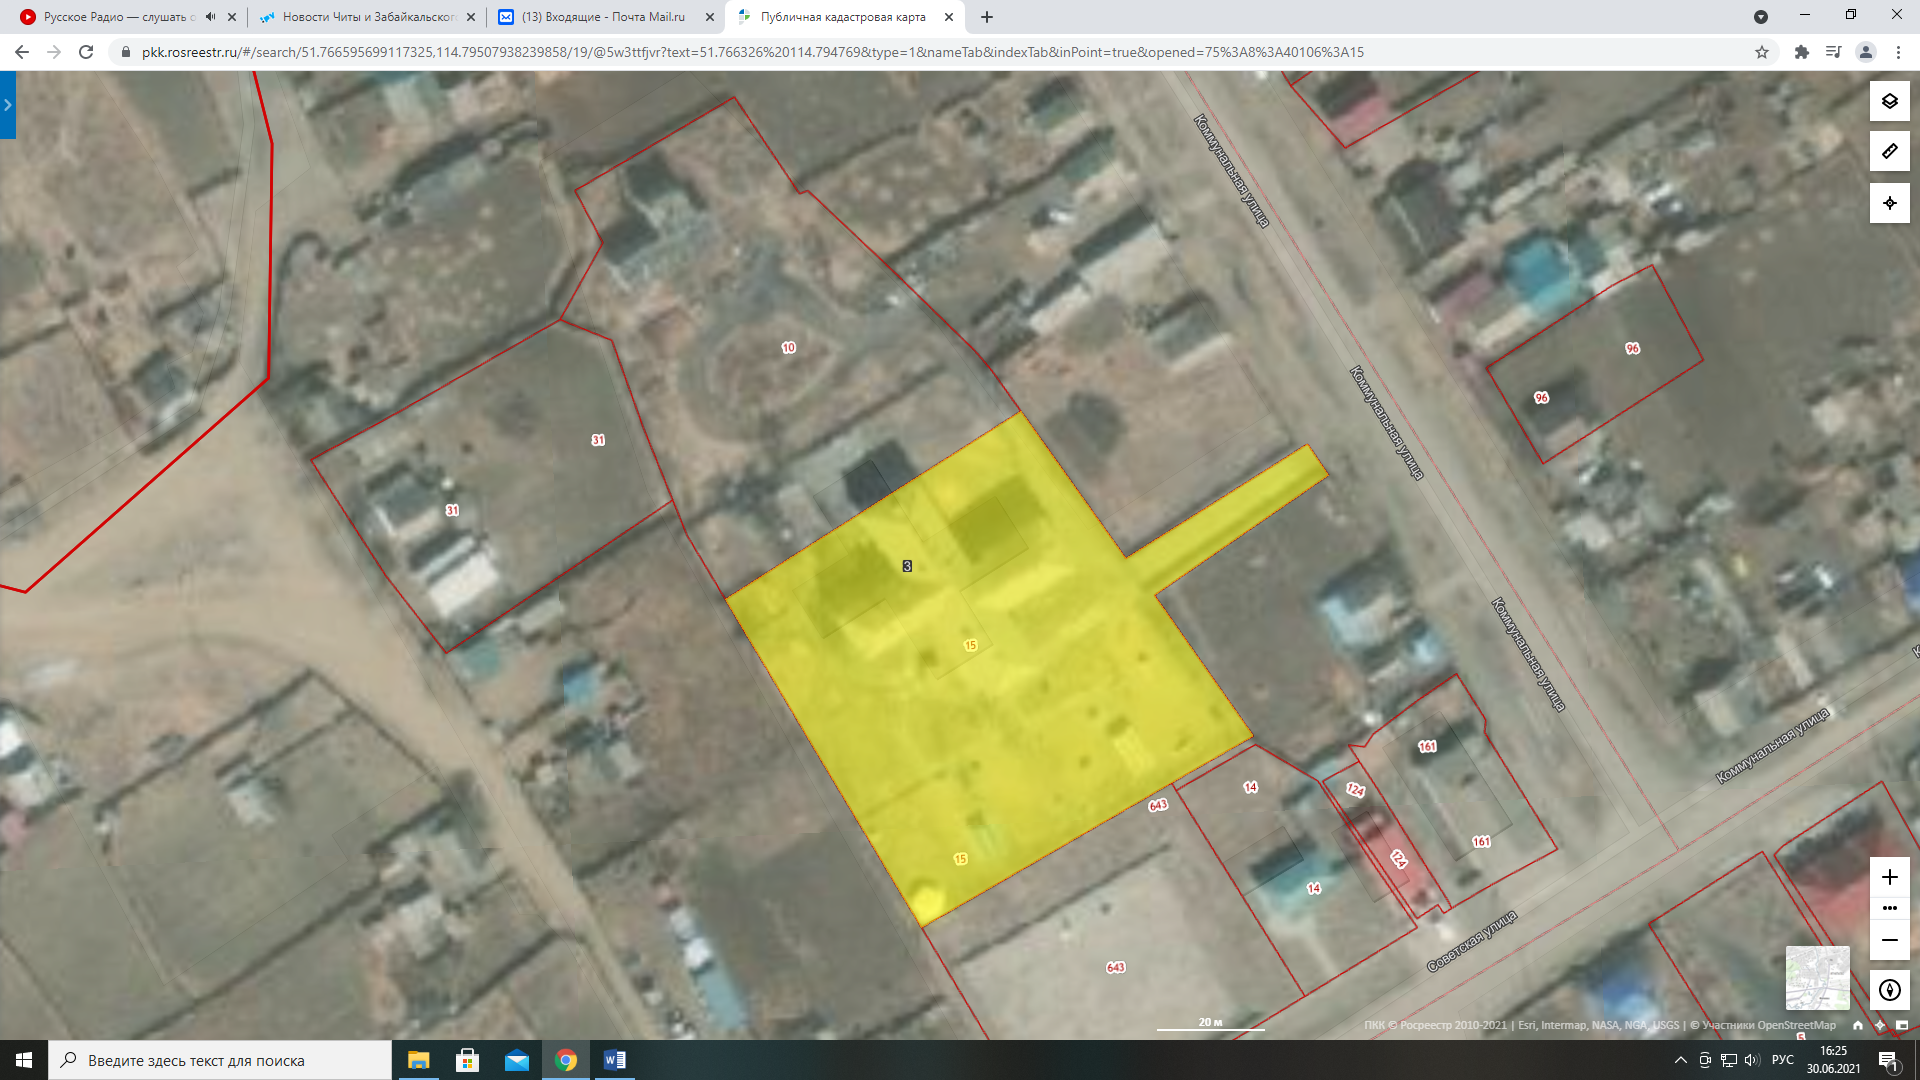 Русское Радио — слушать о
Новости Читы и Забайкальског
(13) Входящие - Почта Mail.ru
Публичная кадастровая карта
pkk.rosreestr.ru/#/search/51.766595699117325,114.79507938239858/19/@5w3ttfjvr?text=51.766326%20114.794769&type=1&nameTab&indexTab&inPoint=true&opened=75%3A8%3A40106%3A15
Коммунальная улица
10
96
Коммунальная улица
96
31
31
3
15
Коммунальная улица
Коммунальная улица
161
14
124
643
161
124
15
14
Советская улица
643
20 м
ПКК © Росреестр 2010-2021 | Esri, Intermap, NASA, NGA, USGS | © Участники OpenStreetMap
Введите здесь текст для поиска
РУС
16:25
30.06.2021
1